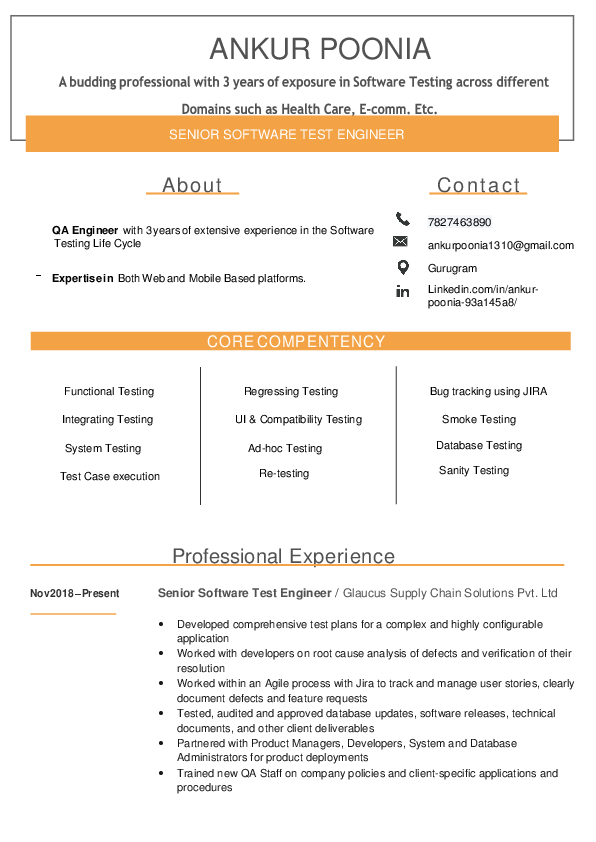 ANKUR POONIA
A budding professional with 3 years of exposure in Software Testing across different
Domains such as Health Care, E-comm. Etc.
SENIOR SOFTWARE TEST ENGINEER
About
QA Engineer with 3 years of extensive experience in the Software
Testing Life Cycle
– Expertise in Both Web and Mobile Based platforms.
Contact
7827463890
ankurpoonia1310@gmail.com
Gurugram
Linkedin.com/in/ankur-
poonia-93a145a8/
CORE COMPENTENCY
Functional Testing
Integrating Testing
System Testing
Test Case execution
Regressing Testing
UI & Compatibility Testing
Ad-hoc Testing
Re-testing
Bug tracking using JIRA
Smoke Testing
Database Testing
Sanity Testing
Professional Experience
Nov2018–Present
Senior Software Test Engineer / Glaucus Supply Chain Solutions Pvt. Ltd
• Developed comprehensive test plans for a complex and highly configurable
application
• Worked with developers on root cause analysis of defects and verification of their
resolution
• Worked within an Agile process with Jira to track and manage user stories, clearly
document defects and feature requests
• Tested, audited and approved database updates, software releases, technical
documents, and other client deliverables
• Partnered with Product Managers, Developers, System and Database
Administrators for product deployments
• Trained new QA Staff on company policies and client-specific applications and
procedures